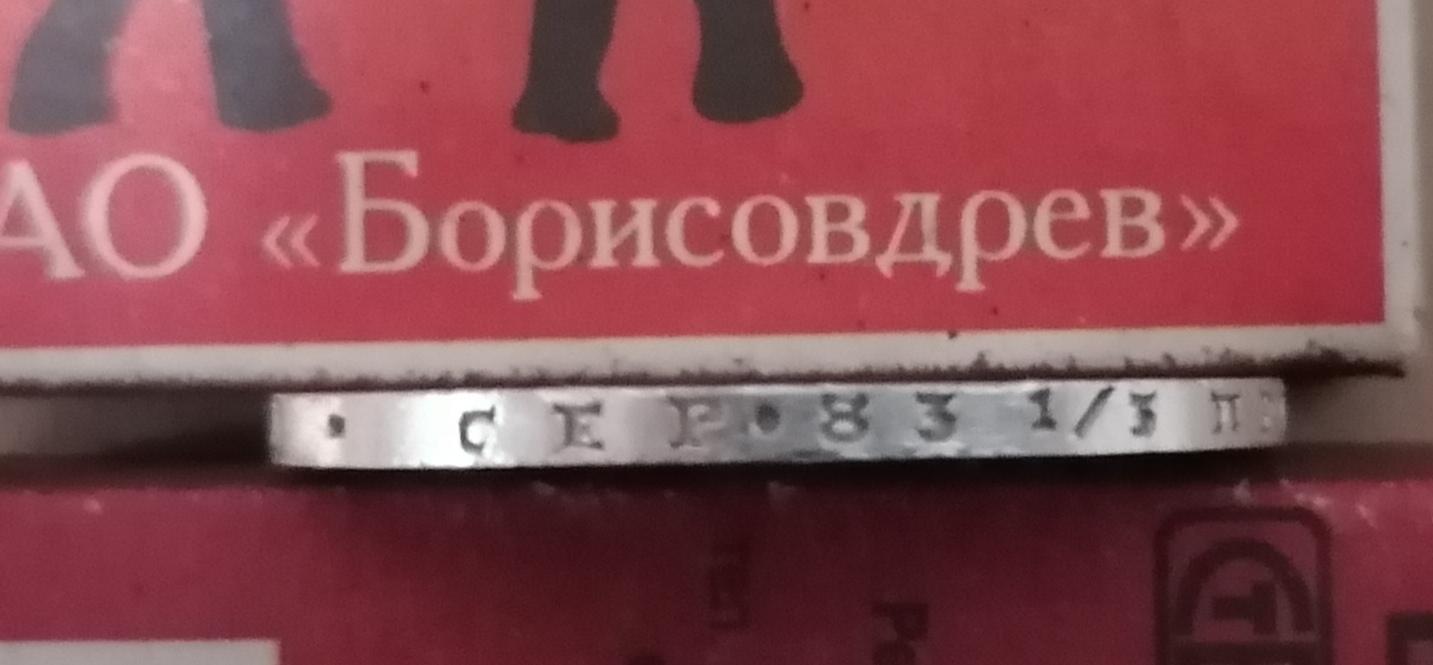 АО «Борисовдрев»
• СЕР • 83 1/3 П